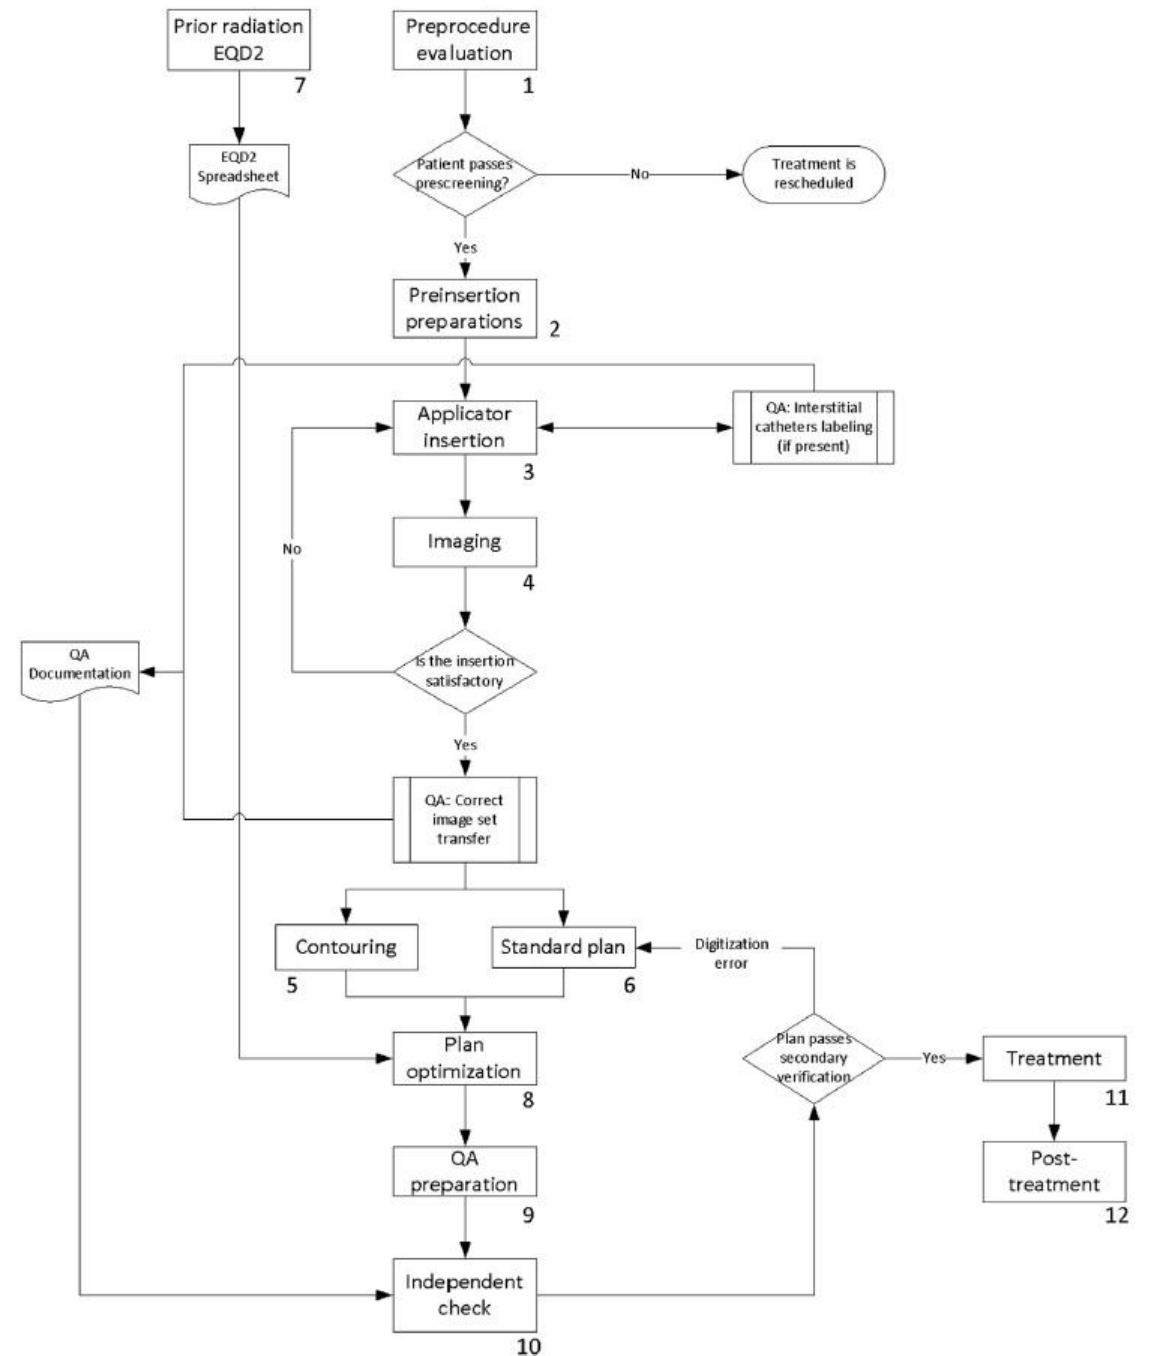 Prior radiation
EQD2
7
Preprocedure
evaluation
1
EQD2
Spreadsheet
Patient passes
prescreening?
No
Treatment is
rescheduled
Yes
Preinsertion
preparations
2
Applicator
insertion
3
QA: Interstitial
catheters labeling
(if present)
No
Imaging
4
QA
Documentation
Is the insertion
satisfactory
Yes
QA: Correct
image set
transfer
Contouring
5
Standard plan
6
Digitization
error
Plan
optimization
8
Plan passes
secondary
verification
Yes
Treatment
11
QA
preparation
9
Post-
treatment
12
Independent
check
10